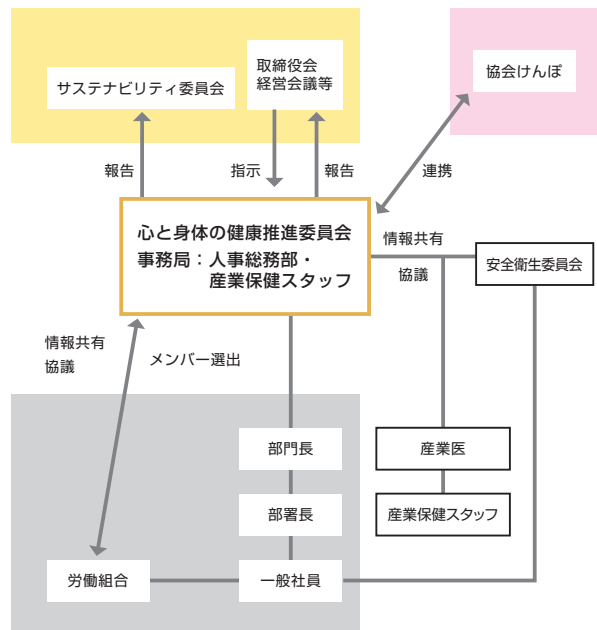 サステナビリティ委員会
取締役会
経営会議等
協会けんぽ
報告
指示
報告
連携
心と身体の健康推進委員会
事務局：人事総務部・
産業保健スタッフ
情報共有
協議
安全衛生委員会
情報共有
協議
メンバー選出
部門長
産業医
部署長
産業保健スタッフ
労働組合
一般社員